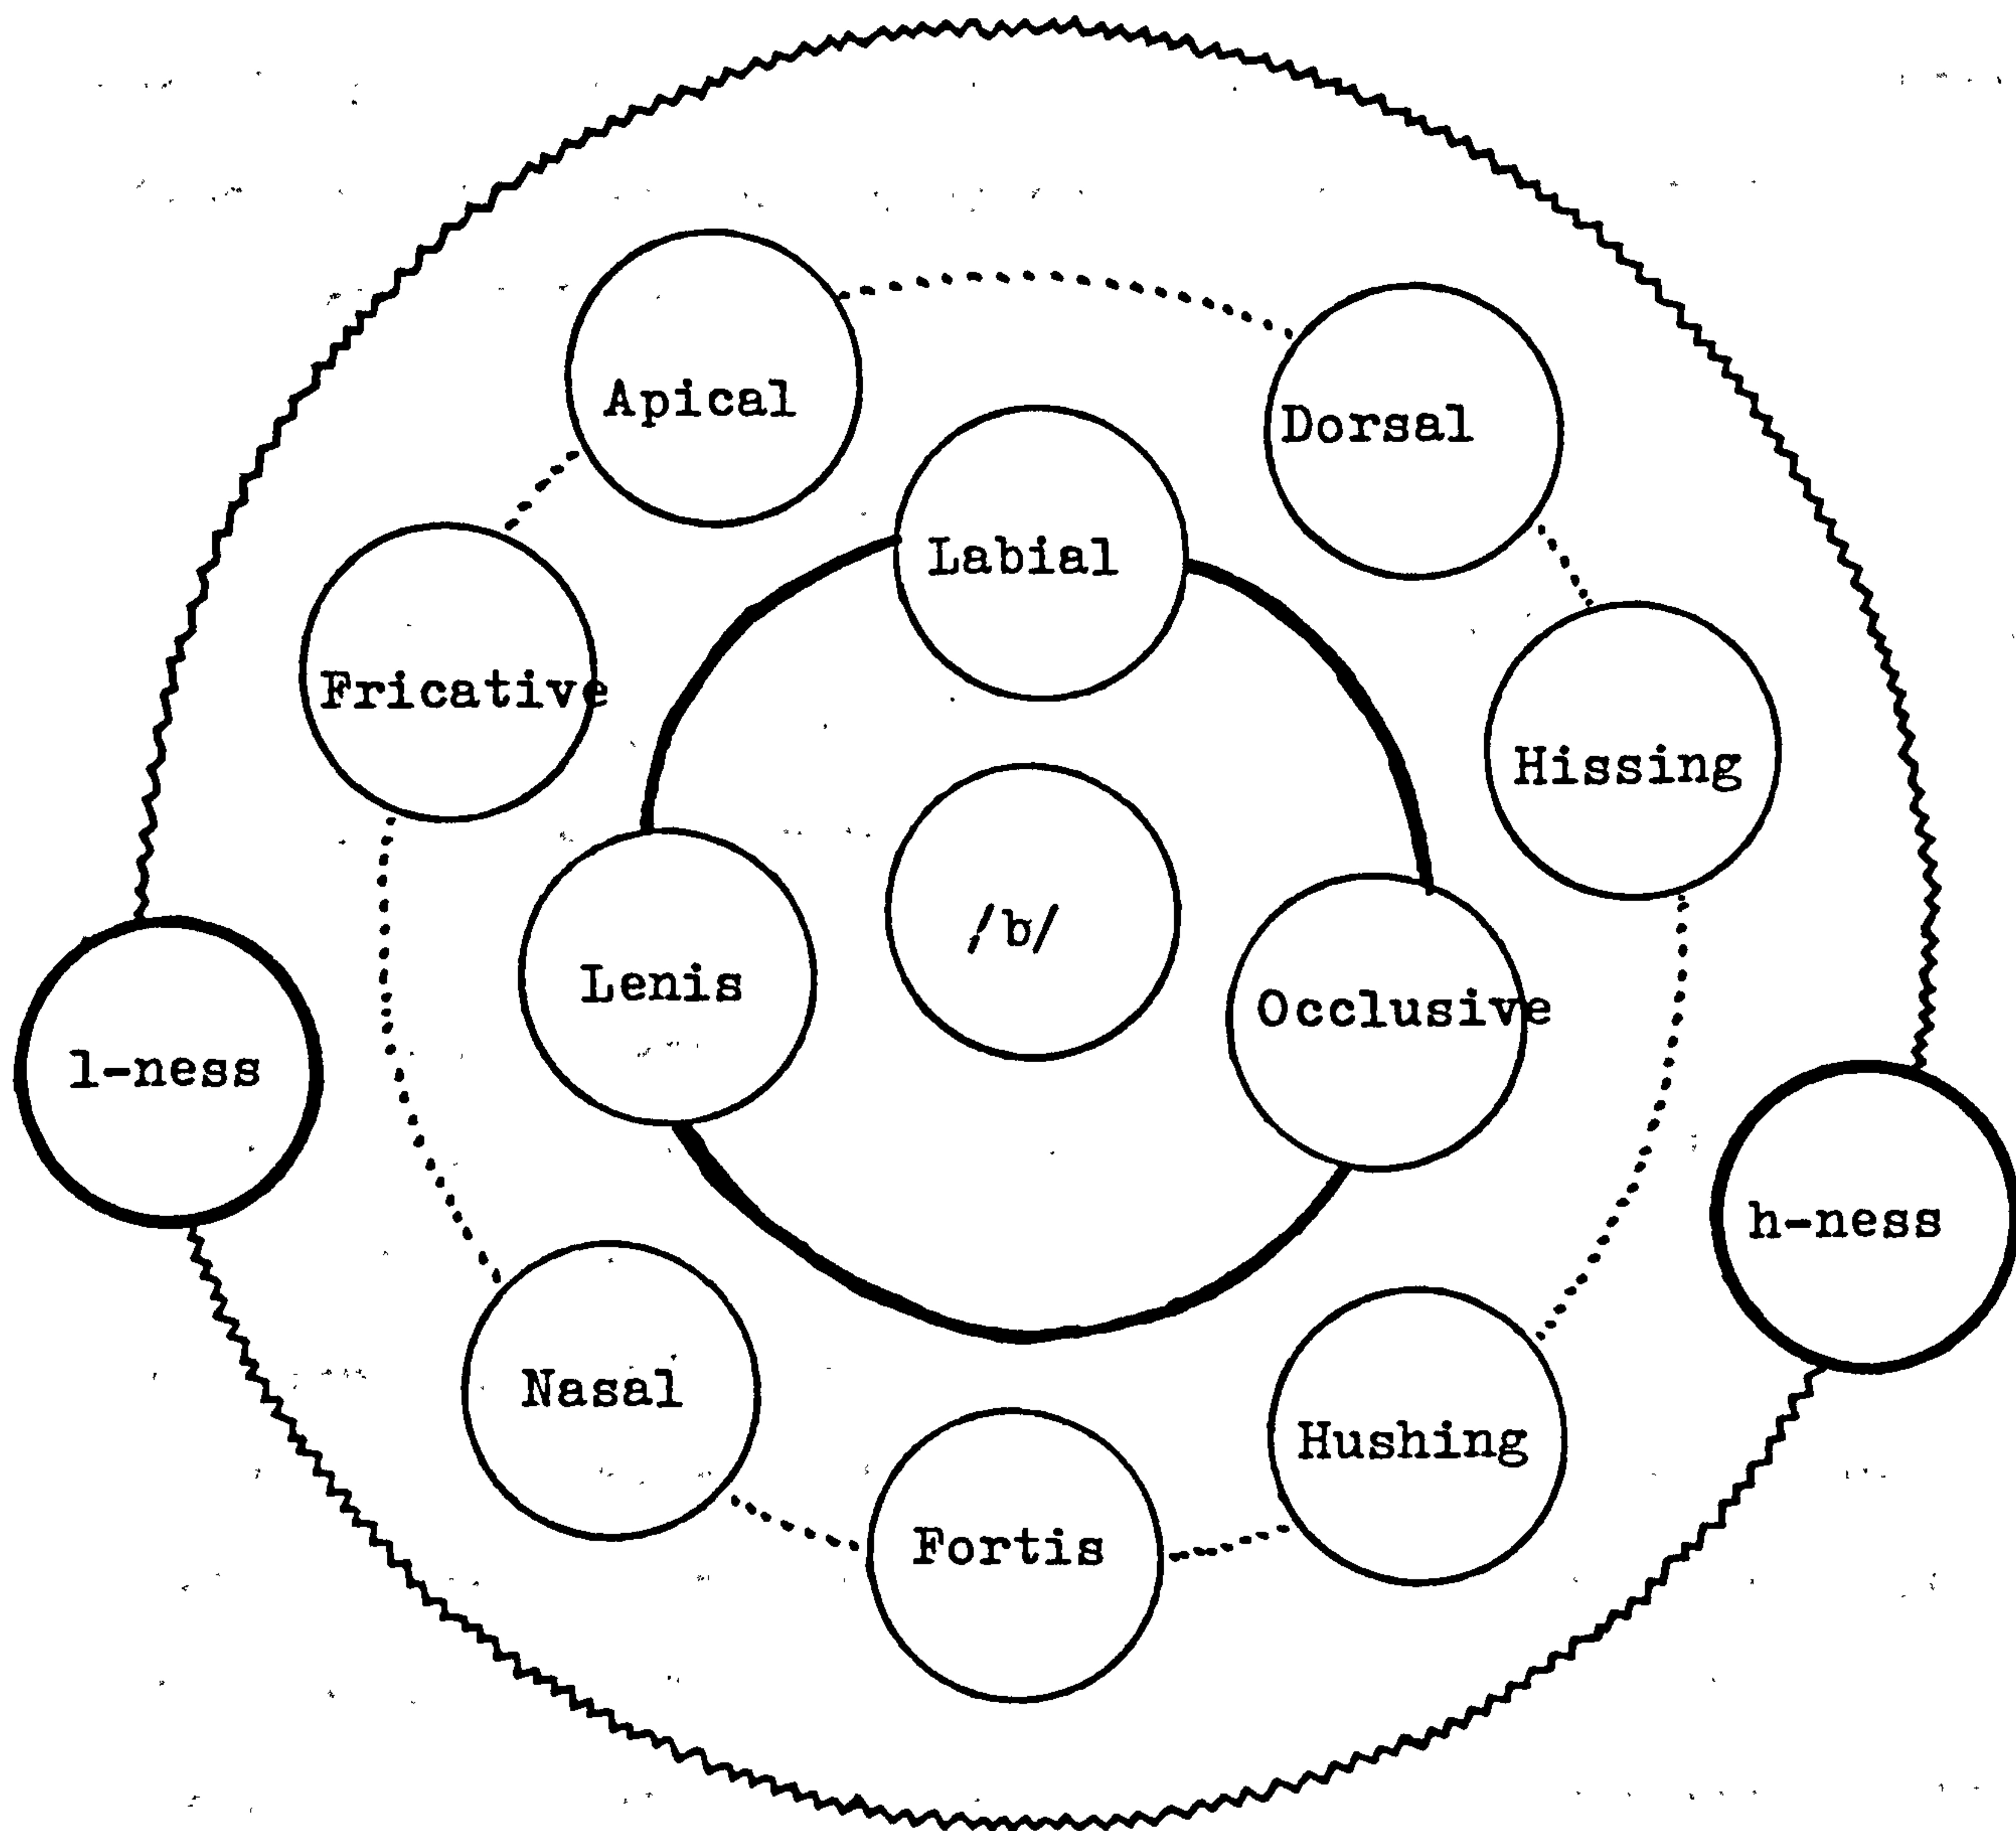 Apical
Dorsal
Labial
Fricative
Hissing
/b/
Lenis
Occlusive
l-ness
h-ness
Nasal
Hushing
Fortis